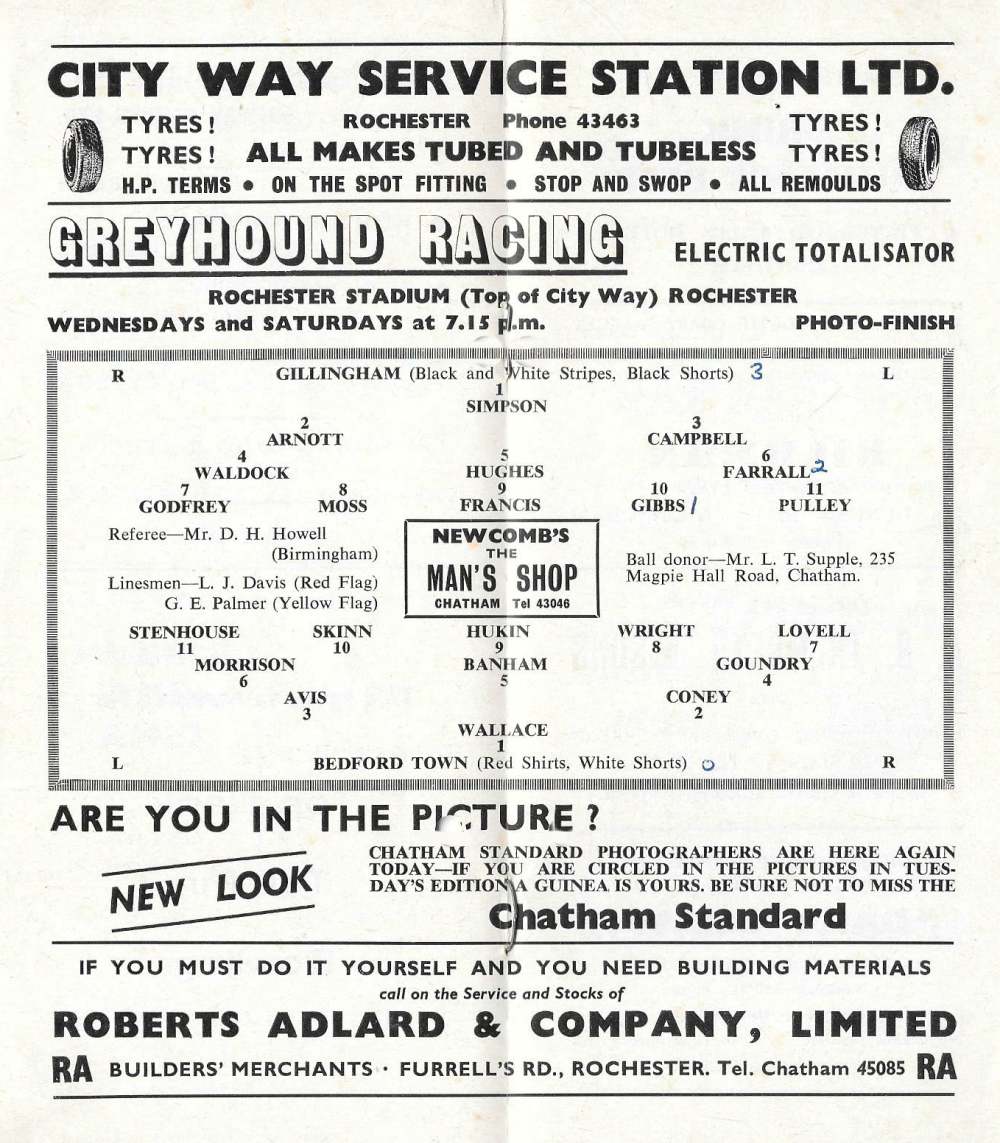 CITY WAY SERVICE STATION LTD.
TYRES! ROCHESTER Phone 43463 TYRES!
TYRES! ALL MAKES TUBED AND TUBELESS TYRES!
H.P. TERMS • ON THE SPOT FITTING • STOP AND SWOP • ALL REMOULDS
GREYHOUND RACING ELECTRIC TOTALISATOR
ROCHESTER STADIUM (Top of City Way) ROCHESTER
WEDNESDAYS and SATURDAYS at 7.15 p.m. PHOTO-FINISH
R GILLINGHAM (Black and White Stripes, Black Shorts) 3 L
1
SIMPSON
2 3
ARNOTT CAMPBELL
4 5 6
WALDOCK HUGHES FARRALL 2
7 8 9 10 11
GODFREY MOSS FRANCIS GIBBS 1 PULLEY
Referee—Mr. D. H. Howell
(Birmingham)
Linesmen—L. J. Davis (Red Flag)
G. E. Palmer (Yellow Flag)
NEWCOMB'S
THE
MAN'S SHOP
CHATHAM Tel 43046
Ball donor—Mr. L. T. Supple, 235
Magpie Hall Road, Chatham.
STENHOUSE SKINN HUKIN WRIGHT LOVELL
11 10 9 8 7
MORRISON BANHAM GOUNDRY
6 5 4
AVIS CONEY
3 2
WALLACE
1
L BEDFORD TOWN (Red Shirts, White Shorts) 0 R
ARE YOU IN THE PICTURE?
NEW LOOK
CHATHAM STANDARD PHOTOGRAPHERS ARE HERE AGAIN
TODAY—IF YOU ARE CIRCLED IN THE PICTURES IN TUES-
DAY'S EDITION A GUINEA IS YOURS. BE SURE NOT TO MISS THE
Chatham Standard
IF YOU MUST DO IT YOURSELF AND YOU NEED BUILDING MATERIALS
call on the Service and Stocks of
ROBERTS ADLARD & COMPANY, LIMITED
RA BUILDERS' MERCHANTS · FURRELL'S RD., ROCHESTER. Tel. Chatham 45085 RA